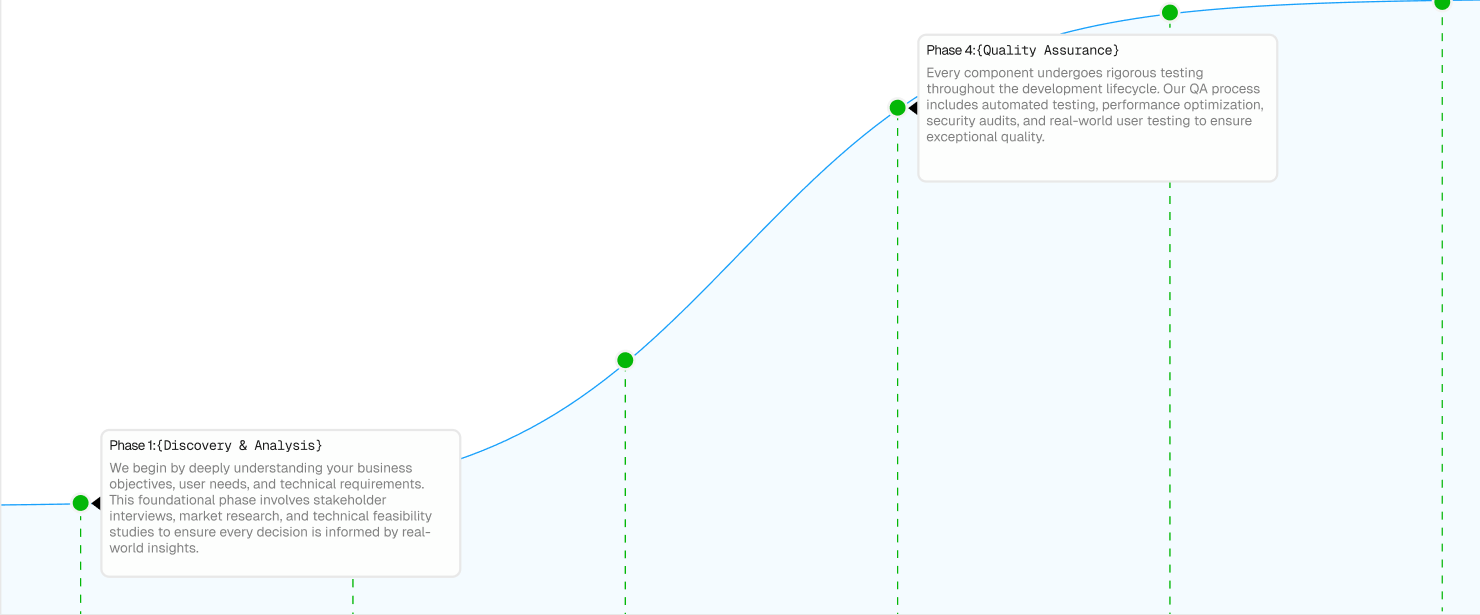 Phase 4:{Quality Assurance}
Every component undergoes rigorous testing
throughout the development lifecycle. Our QA process
includes automated testing, performance optimization,
security audits, and real-world user testing to ensure
exceptional quality.
Phase 1:{Discovery & Analysis}
We begin by deeply understanding your business
objectives, user needs, and technical requirements.
This foundational phase involves stakeholder
interviews, market research, and technical feasibility
studies to ensure every decision is informed by real-
world insights.